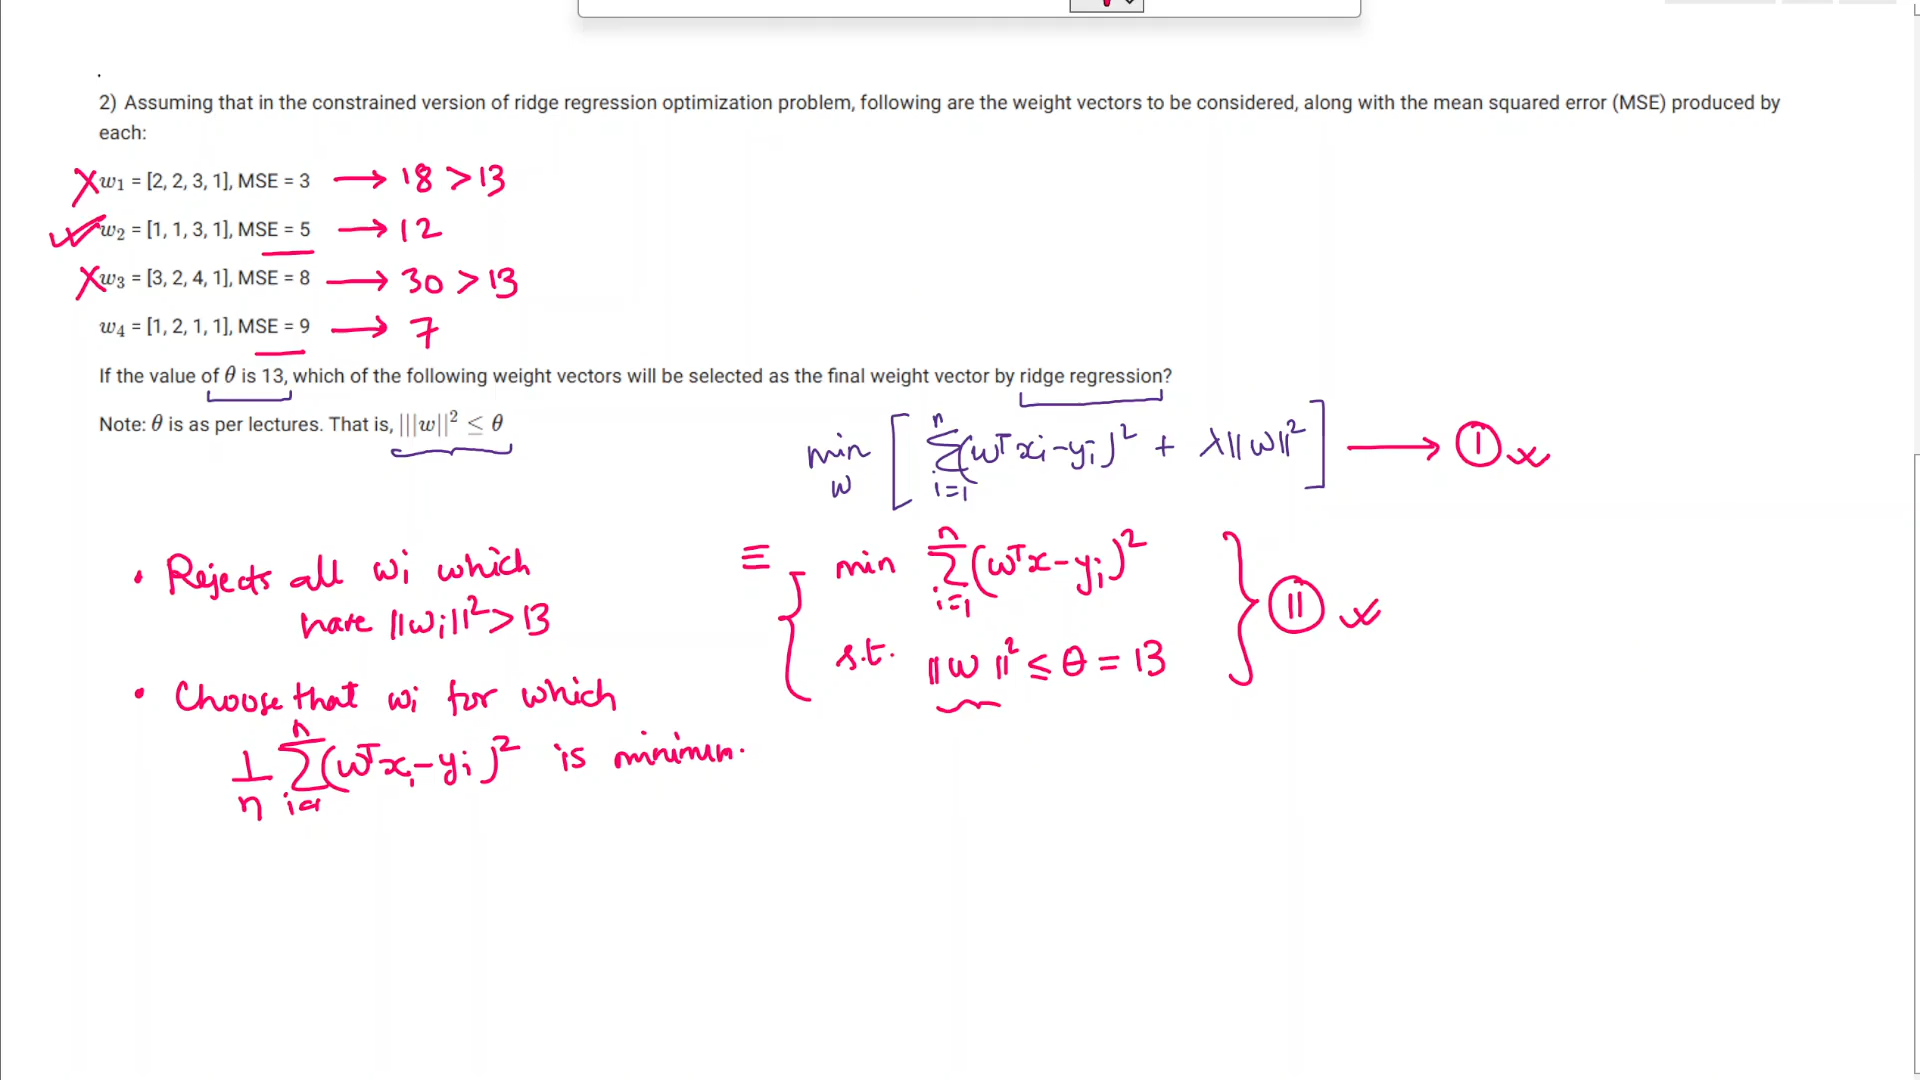 2) Assuming that in the constrained version of ridge regression optimization problem, following are the weight vectors to be considered, along with the mean squared error (MSE) produced by
each:
X w₁ = [2, 2, 3, 1], MSE = 3 → 18 > 13
w₂ = [1, 1, 3, 1], MSE = 5 → 12
X w₃ = [3, 2, 4, 1], MSE = 8 → 30 > 13
w₄ = [1, 2, 1, 1], MSE = 9 → 7
If the value of θ is 13, which of the following weight vectors will be selected as the final weight vector by ridge regression?
Note: θ is as per lectures. That is, |||w||² ≤ θ
min w [ Σ i=1 n (wᵀxi - yi)² + λ||w||² ] → I
≡ min Σ i=1 n (wᵀx - yi)²
s.t. ||w||² ≤ θ = 13
II
• Rejects all wi which
have ||wi||² > 13
• Choose that wi for which
1/n Σ i=1 n (wᵀxi - yi)² is minimum.